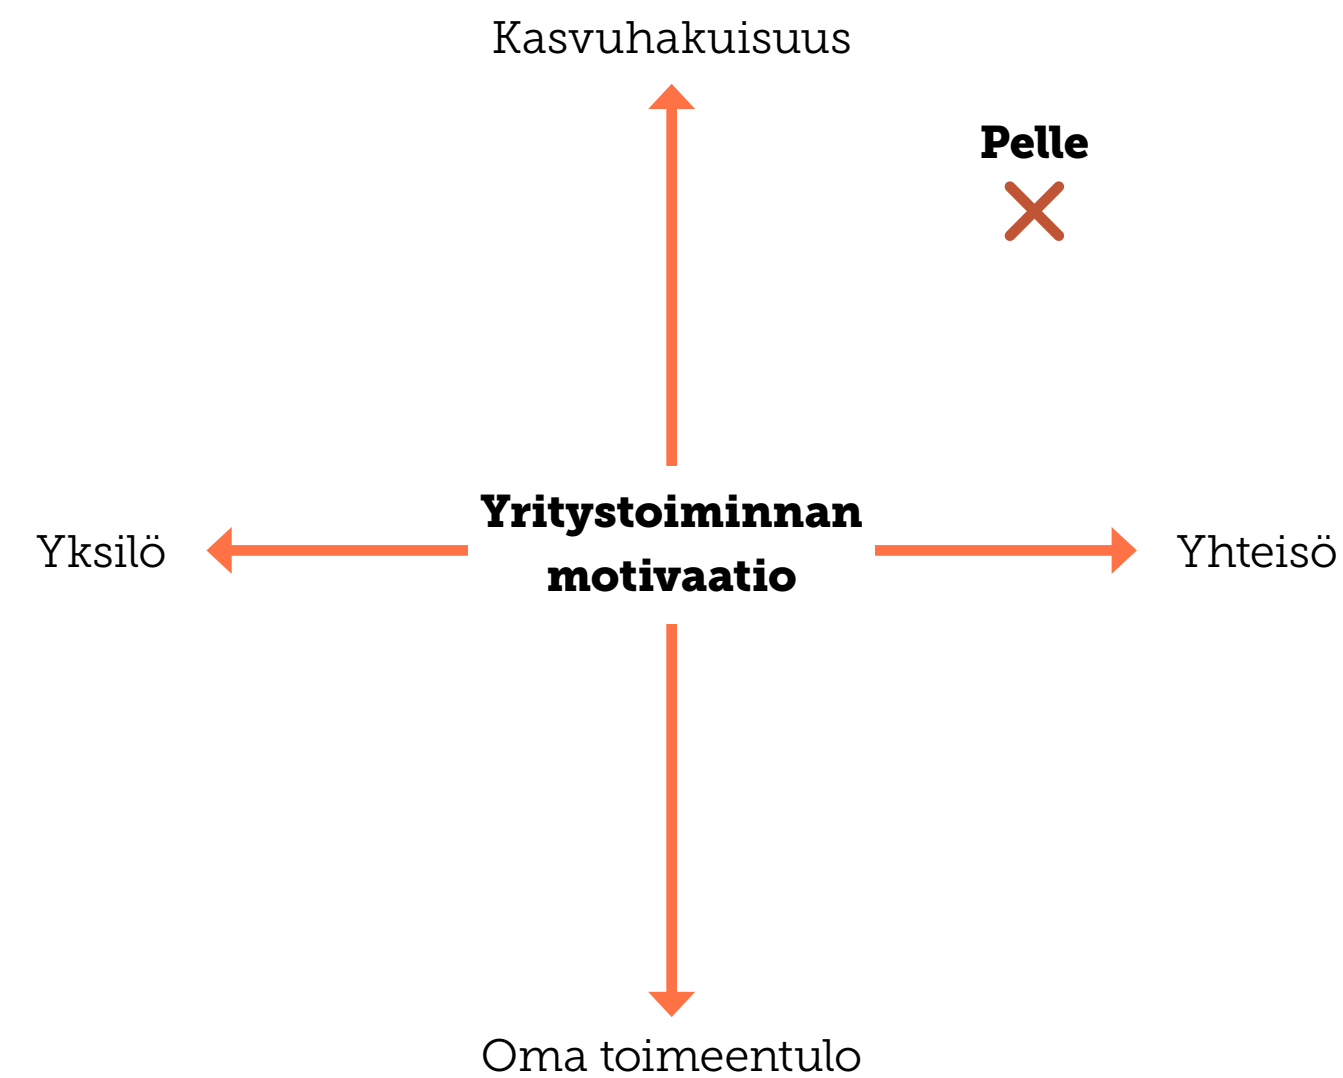 Kasvuhakuisuus
Pelle
Yritystoiminnan
motivaatio
Yksilö
Yhteisö
Oma toimeentulo